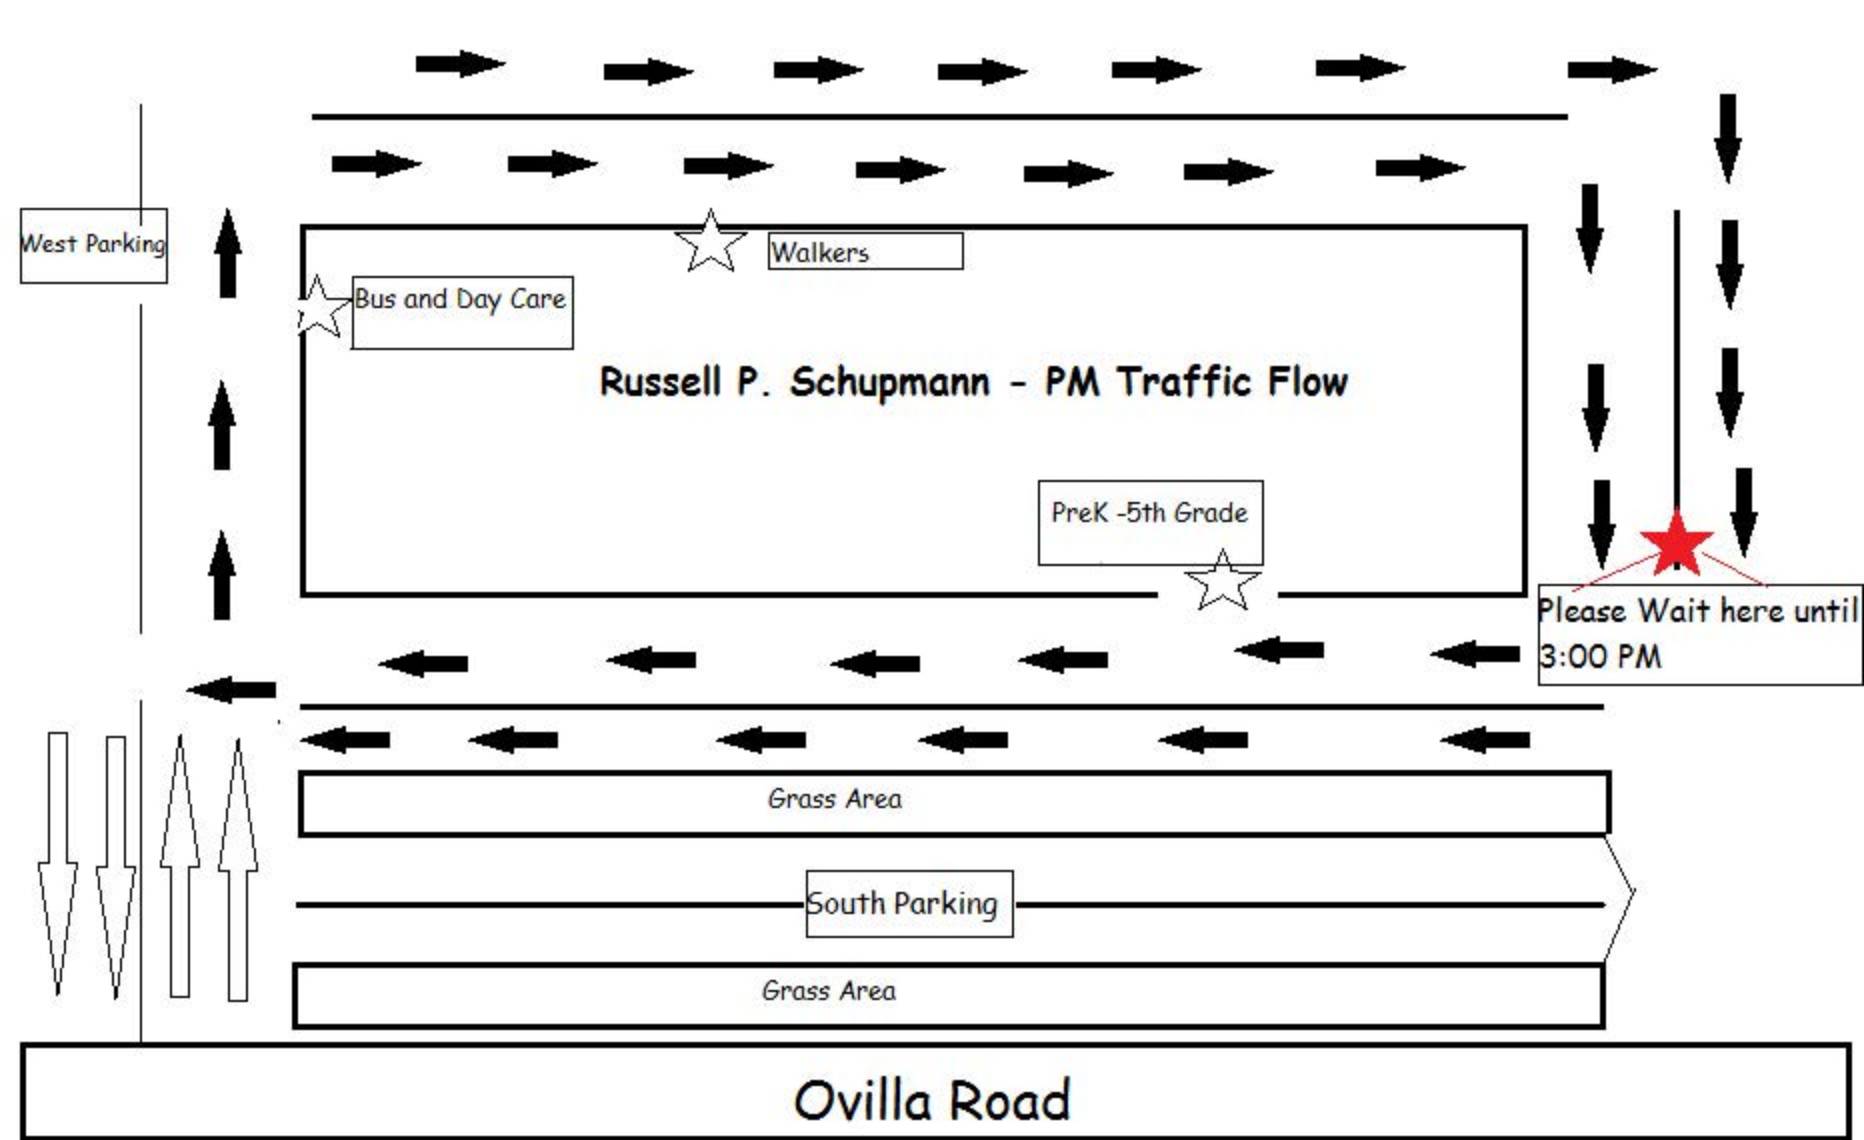 West Parking
Walkers
Bus and Day Care
Russell P. Schupmann - PM Traffic Flow
PreK -5th Grade
Please Wait here until
3:00 PM
Grass Area
South Parking
Grass Area
Ovilla Road